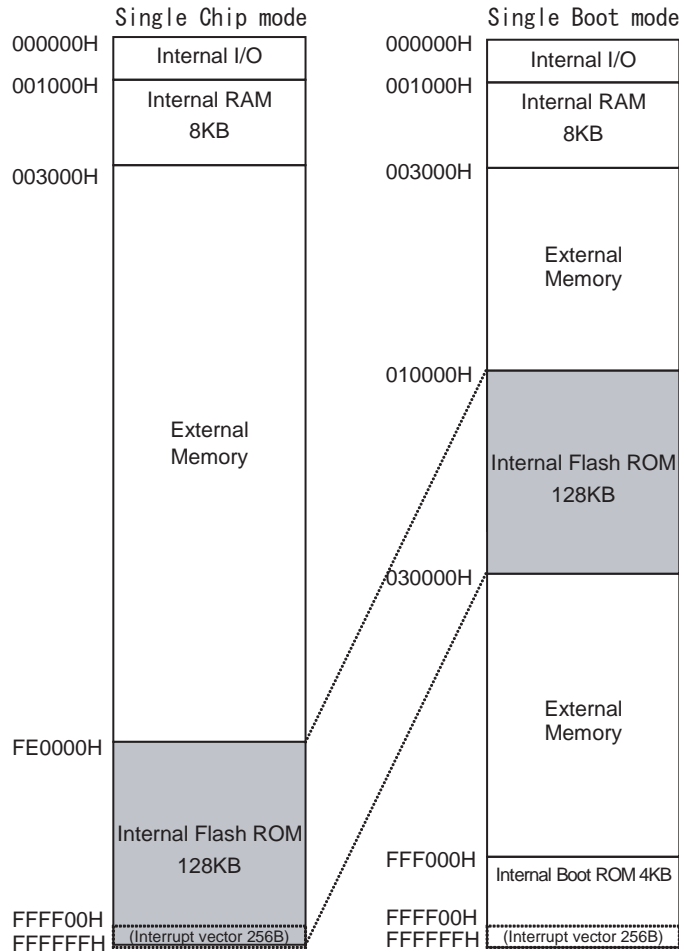 Single Chip mode
000000H
Internal I/O
001000H
Internal RAM
8KB
003000H
External
Memory
FE0000H
Internal Flash ROM
128KB
FFFF00H
(Interrupt vector 256B)
FFFFFFH
Single Boot mode
000000H
Internal I/O
001000H
Internal RAM
8KB
003000H
External
Memory
010000H
Internal Flash ROM
128KB
030000H
External
Memory
FFF000H
Internal Boot ROM 4KB
FFFF00H
(Interrupt vector 256B)
FFFFFFH